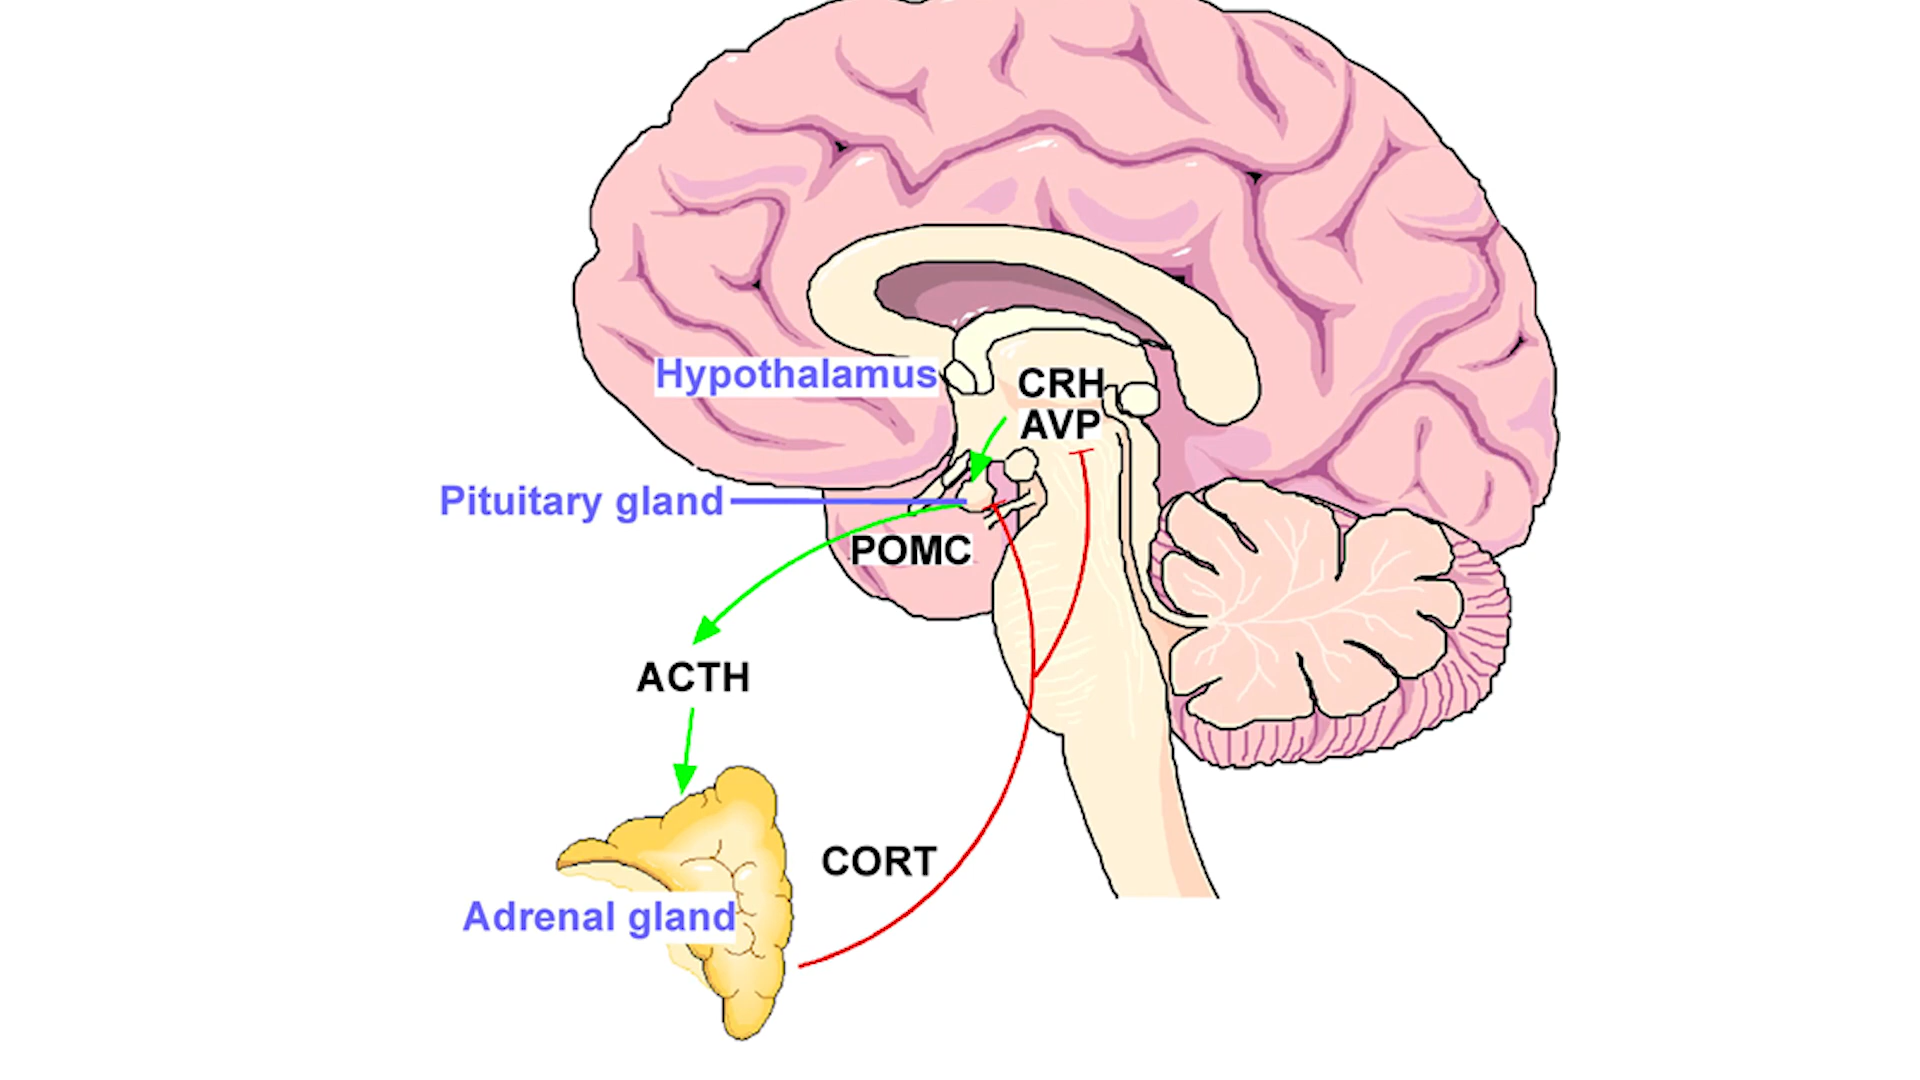 Hypothalamus
CRH
AVP
Pituitary gland
POMC
ACTH
CORT
Adrenal gland